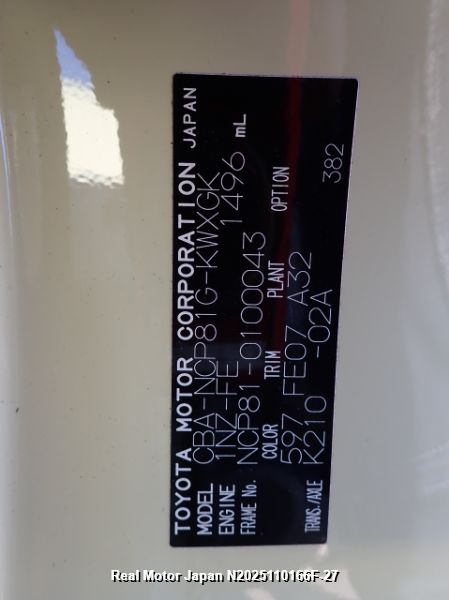 TOYOTA MOTOR CORPORATION JAPAN
MODEL CBA-NCP81G-KWXGK
ENGINE 1NZ-FE 1496 mL
FRAME No. NCP81-0100043
COLOR TRIM PLANT OPTION
597 FE07 A32 382
TRANS./AXLE K210 -02A
Real Motor Japan N2025110166F-27